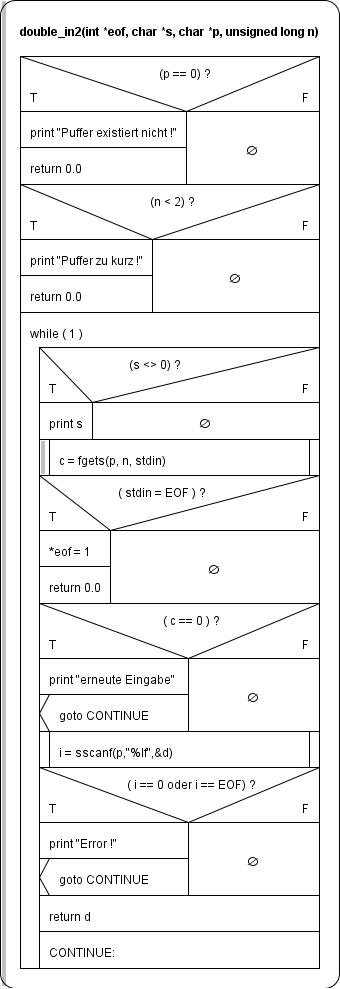 double_in2(int *eof, char *s, char *p, unsigned long n)
(p == 0) ?
T
F
print "Puffer existiert nicht !"
∅
return 0.0
(n < 2) ?
T
F
print "Puffer zu kurz !"
∅
return 0.0
while ( 1 )
(s <> 0) ?
T
F
print s
∅
c = fgets(p, n, stdin)
( stdin = EOF ) ?
T
F
*eof = 1
∅
return 0.0
( c == 0 ) ?
T
F
print "erneute Eingabe"
∅
goto CONTINUE
i = sscanf(p,"%lf",&d)
( i == 0 oder i == EOF) ?
T
F
print "Error !"
∅
goto CONTINUE
return d
CONTINUE: